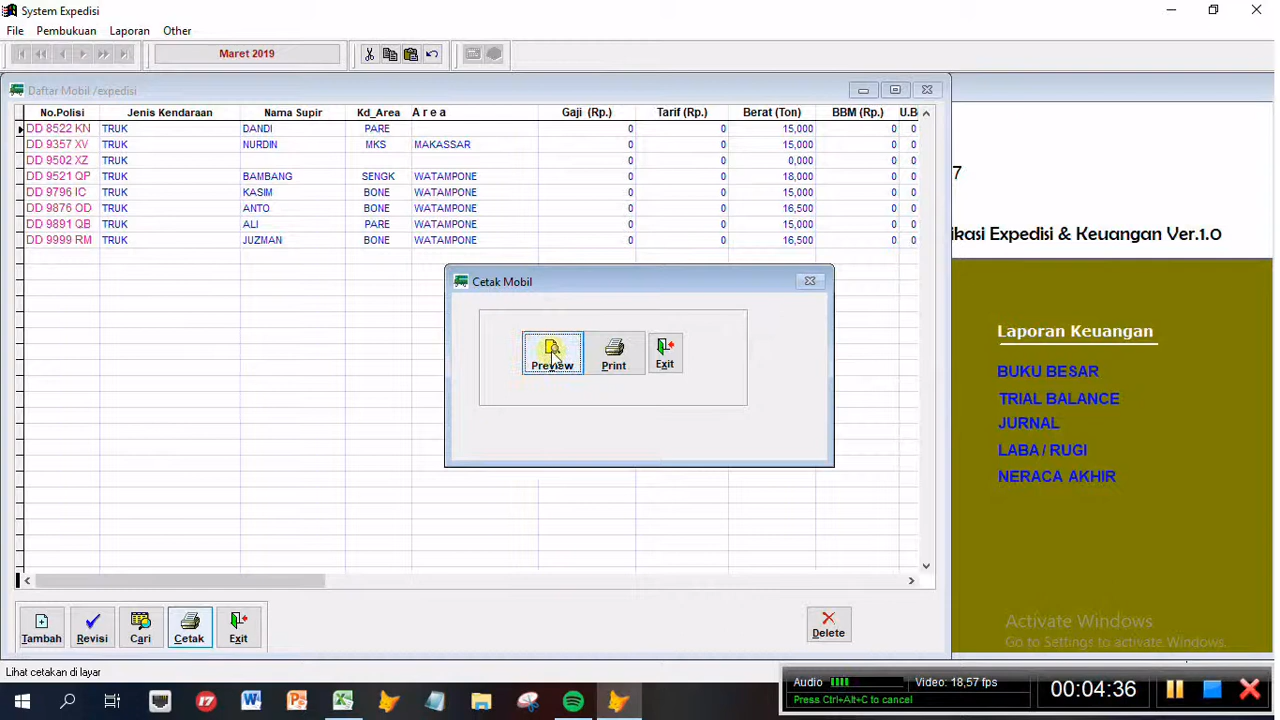 System Expedisi
File Pembukuan Laporan Other
Maret 2019
Daftar Mobil /expedisi
No.Polisi Jenis Kendaraan Nama Supir Kd_Area A r e a Gaji (Rp.) Tarif (Rp.) Berat (Ton) BBM (Rp.) U.B
DD 8522 KN TRUK DANDI PARE 0 0 15,000 0 0
DD 9357 XV TRUK NURDIN MKS MAKASSAR 0 0 15,000 0 0
DD 9502 XZ TRUK 0 0 0,000 0 0
DD 9521 QP TRUK BAMBANG SENGK WATAMPONE 0 0 18,000 0 0
DD 9796 IC TRUK KASIM BONE WATAMPONE 0 0 15,000 0 0
DD 9876 OD TRUK ANTO BONE WATAMPONE 0 0 16,500 0 0
DD 9891 QB TRUK ALI PARE WATAMPONE 0 0 15,000 0 0
DD 9999 RM TRUK JUZMAN BONE WATAMPONE 0 0 16,500 0 0
7
ikasi Expedisi & Keuangan Ver.1.0
Cetak Mobil
Preview Print Exit
Laporan Keuangan
BUKU BESAR
TRIAL BALANCE
JURNAL
LABA / RUGI
NERACA AKHIR
Tambah Revisi Cari Cetak Exit Delete
Activate Windows
Go to Settings to activate Windows.
Lihat cetakan di layar
Audio Video: 18,57 fps
Press Ctrl+Alt+C to cancel
00:04:36